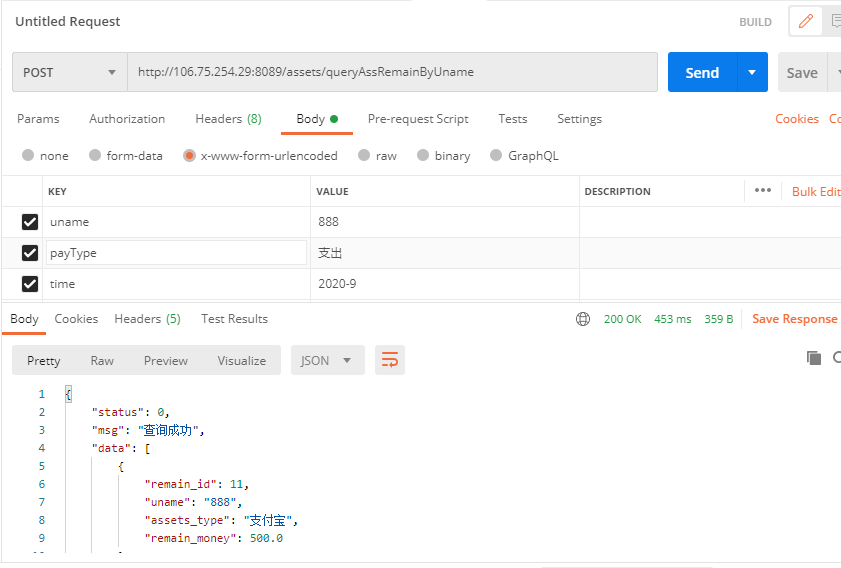 Untitled Request
BUILD
POST
http://106.75.254.29:8089/assets/queryAssRemainByUname
Send
Save
Params Authorization Headers (8) Body Pre-request Script Tests Settings Cookies
none form-data x-www-form-urlencoded raw binary GraphQL
KEY VALUE DESCRIPTION ••• Bulk Edit
uname 888
payType 支出
time 2020-9
Body Cookies Headers (5) Test Results 200 OK 453 ms 359 B Save Response
Pretty Raw Preview Visualize JSON
1 {
2 "status": 0,
3 "msg": "查询成功",
4 "data": [
5 {
6 "remain_id": 11,
7 "uname": "888",
8 "assets_type": "支付宝",
9 "remain_money": 500.0